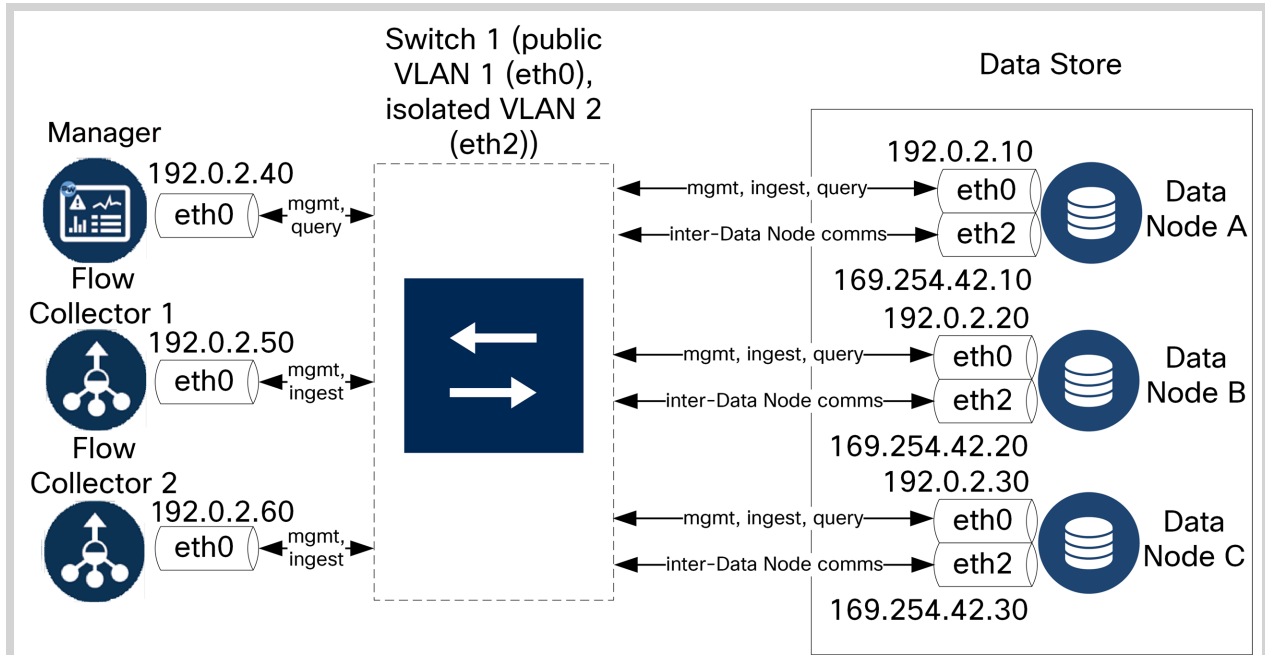 Switch 1 (public
VLAN 1 (eth0),
isolated VLAN 2
(eth2))
Data Store
Manager
192.0.2.40
eth0
mgmt,
query
Flow
Collector 1
192.0.2.50
eth0
mgmt,
ingest
Flow
Collector 2
192.0.2.60
eth0
mgmt,
ingest
mgmt, ingest, query
inter-Data Node comms
192.0.2.10
eth0
eth2
169.254.42.10
Data
Node A
mgmt, ingest, query
inter-Data Node comms
192.0.2.20
eth0
eth2
169.254.42.20
Data
Node B
mgmt, ingest, query
inter-Data Node comms
192.0.2.30
eth0
eth2
169.254.42.30
Data
Node C